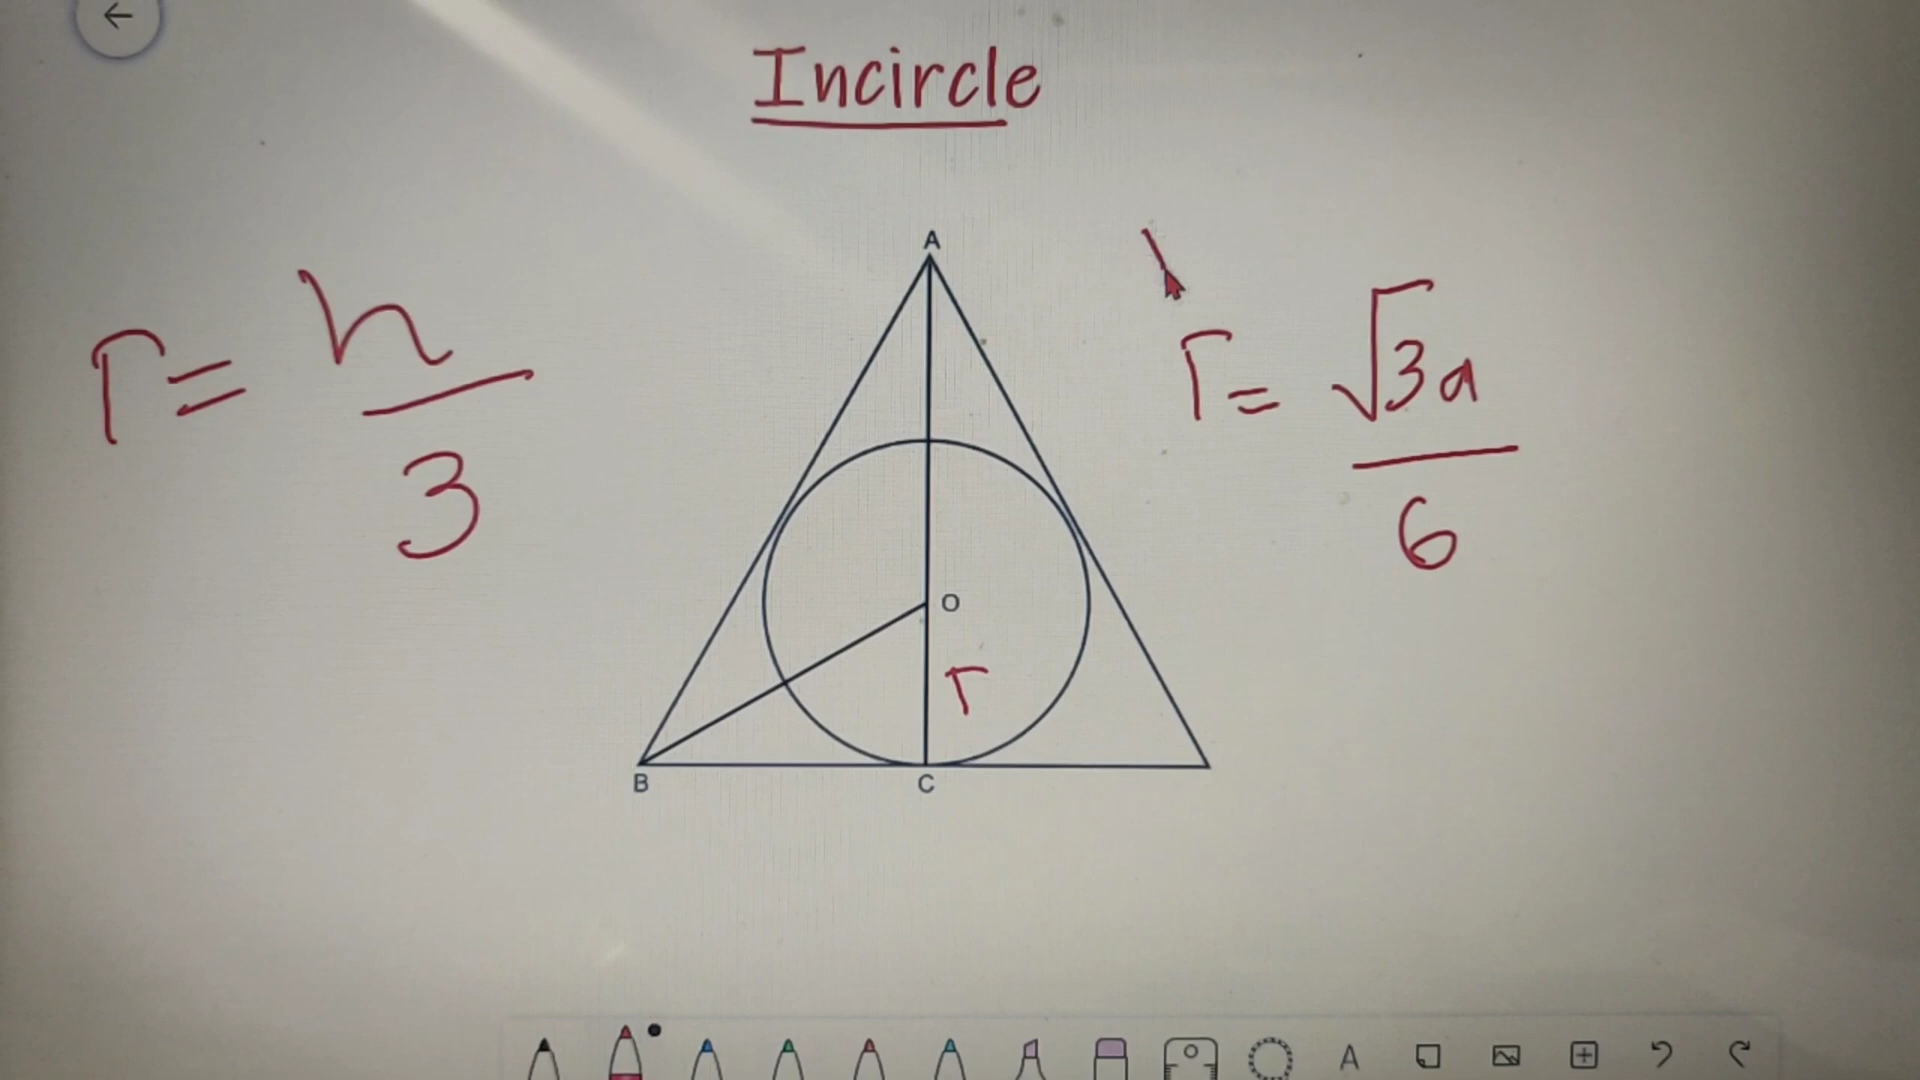 Incircle
r = h/3
A
r = √3a/6
O
r
B
C
A